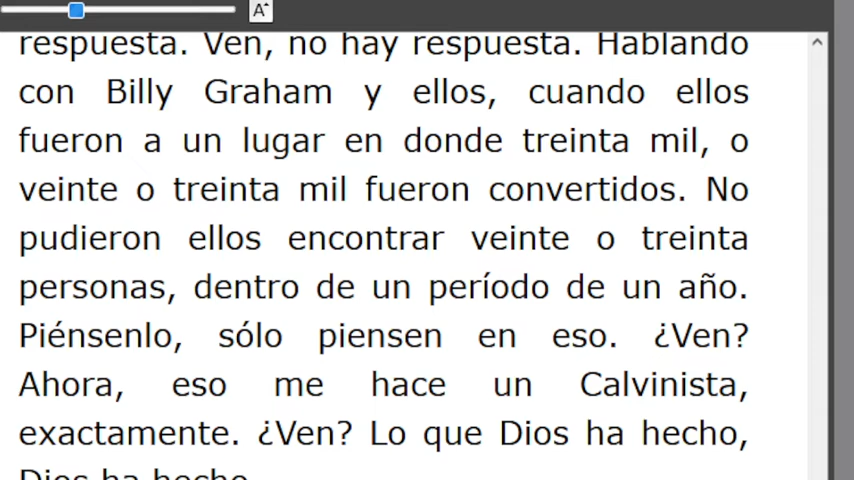 A
respuesta. Ven, no hay respuesta. Hablando
con Billy Graham y ellos, cuando ellos
fueron a un lugar en donde treinta mil, o
veinte o treinta mil fueron convertidos. No
pudieron ellos encontrar veinte o treinta
personas, dentro de un período de un año.
Piénsenlo, sólo piensen en eso. ¿Ven?
Ahora, eso me hace un Calvinista,
exactamente. ¿Ven? Lo que Dios ha hecho,
Dios ha hecho.